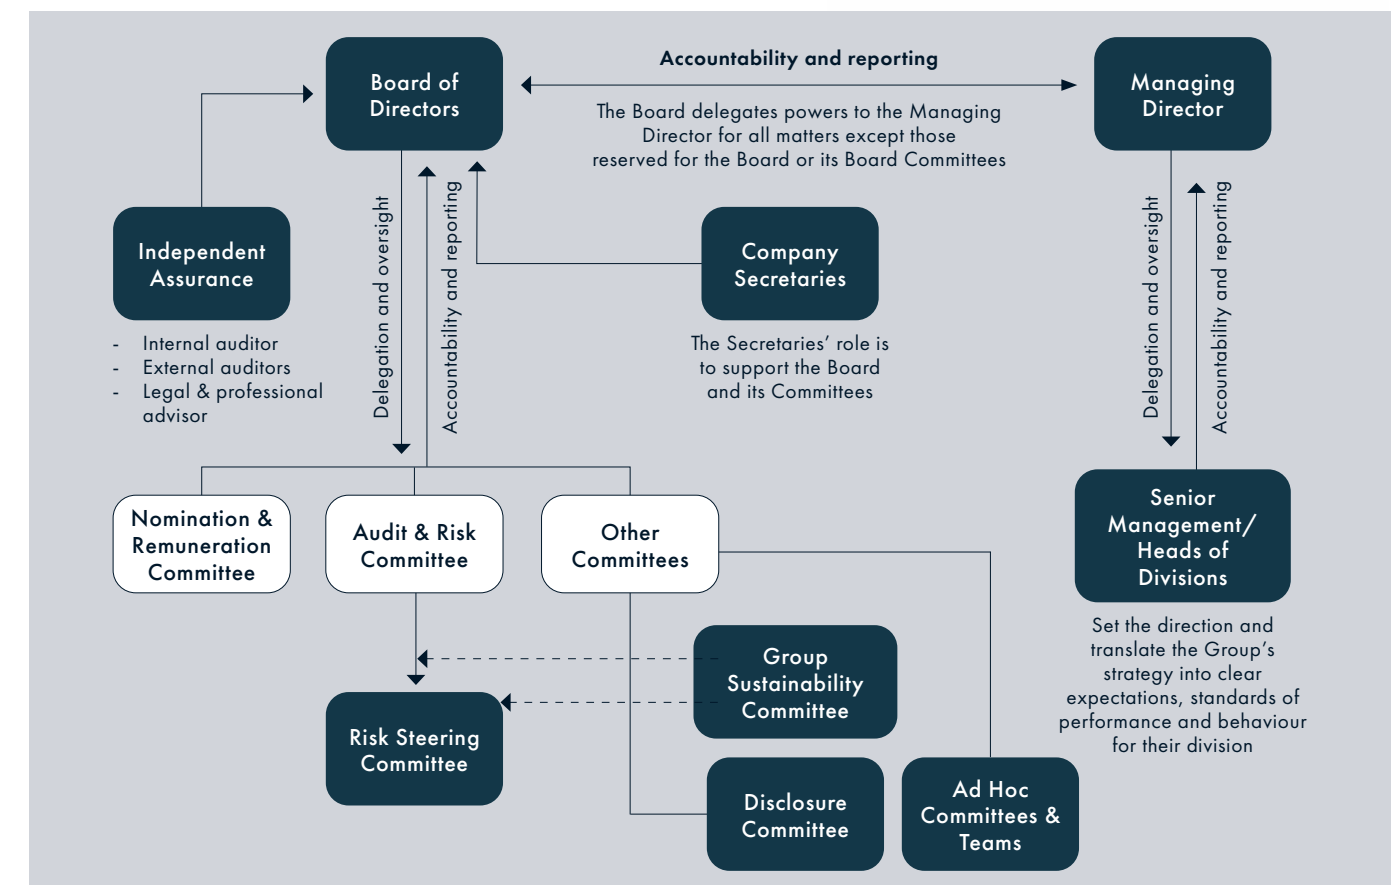 Board of
Directors
Accountability and reporting
The Board delegates powers to the Managing
Director for all matters except those
reserved for the Board or its Board Committees
Managing
Director
Independent
Assurance
- Internal auditor
- External auditors
- Legal & professional
advisor
Delegation and oversight
Accountability and reporting
Company
Secretaries
The Secretaries’ role is
to support the Board
and its Committees
Delegation and oversight
Accountability and reporting
Nomination &
Remuneration
Committee
Audit & Risk
Committee
Other
Committees
Senior
Management/
Heads of
Divisions
Set the direction and
translate the Group’s
strategy into clear
expectations, standards of
performance and behaviour
for their division
Group
Sustainability
Committee
Risk Steering
Committee
Disclosure
Committee
Ad Hoc
Committees &
Teams